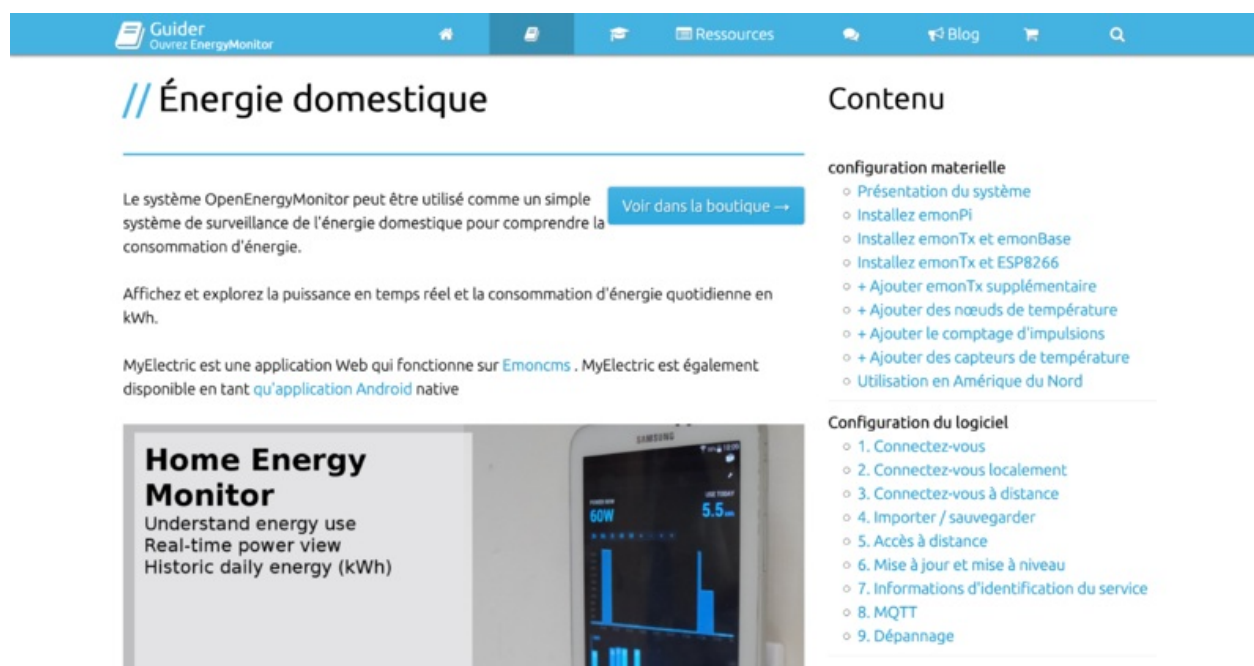 Guider
Ouvrez EnergyMonitor
Ressources
Blog
// Énergie domestique
Le système OpenEnergyMonitor peut être utilisé comme un simple
système de surveillance de l'énergie domestique pour comprendre la
consommation d'énergie.
Voir dans la boutique →
Affichez et explorez la puissance en temps réel et la consommation d'énergie quotidienne en
kWh.
MyElectric est une application Web qui fonctionne sur Emoncms . MyElectric est également
disponible en tant qu'application Android native
Home Energy
Monitor
Understand energy use
Real-time power view
Historic daily energy (kWh)
SAMSUNG
POWER NOW
USE TODAY
60W
5.5
Contenu
configuration materielle
Présentation du système
Installez emonPi
Installez emonTx et emonBase
Installez emonTx et ESP8266
+ Ajouter emonTx supplémentaire
+ Ajouter des nœuds de température
+ Ajouter le comptage d'impulsions
+ Ajouter des capteurs de température
Utilisation en Amérique du Nord
Configuration du logiciel
1. Connectez-vous
2. Connectez-vous localement
3. Connectez-vous à distance
4. Importer / sauvegarder
5. Accès à distance
6. Mise à jour et mise à niveau
7. Informations d'identification du service
8. MQTT
9. Dépannage